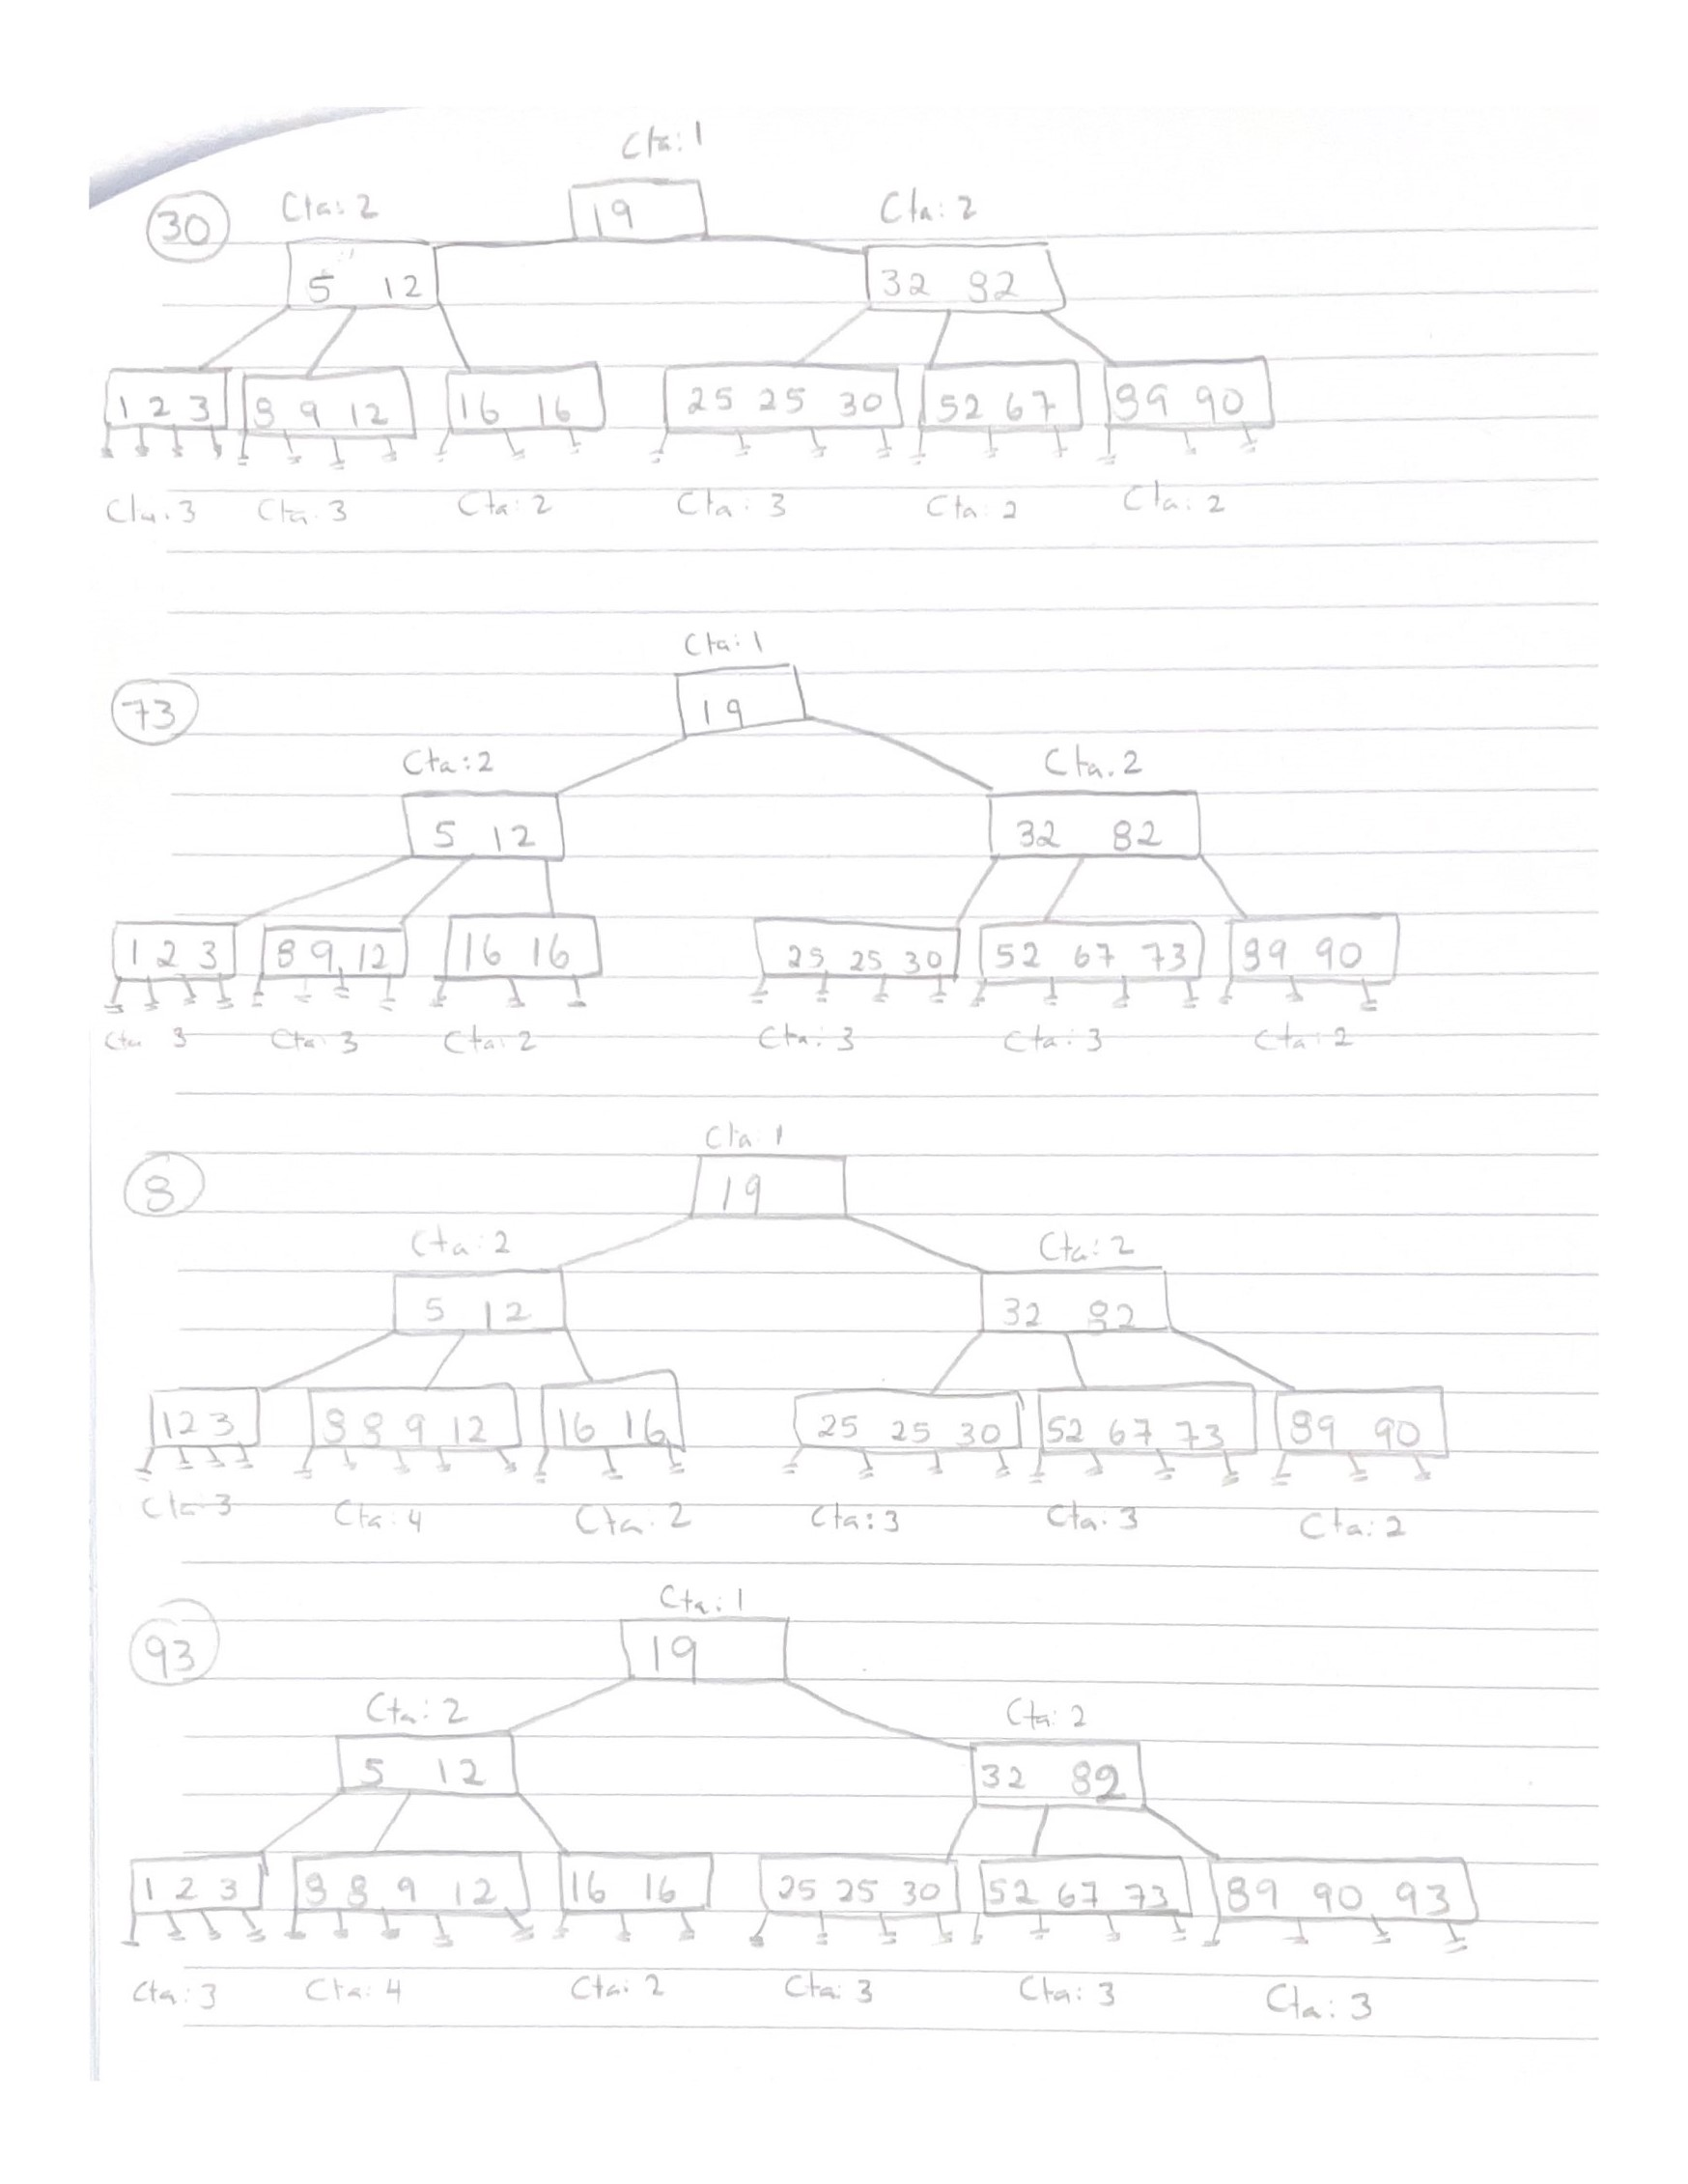 Cta: 1
30 Cta: 2 19 Cta: 2
5 12 32 82
1 2 3 8 9 12 16 16 25 25 30 52 67 89 90
Cta. 3 Cta. 3 Cta: 2 Cta: 3 Cta: 2 Cta: 2
Cta: 1
73 19
Cta: 2 Cta. 2
5 12 32 82
1 2 3 8 9 12 16 16 25 25 30 52 67 73 89 90
Cta 3 Cta: 3 Cta: 2 Cta: 3 Cta: 3 Cta: 2
Cta 1
8 19
Cta: 2 Cta: 2
5 12 32 82
1 2 3 8 8 9 12 16 16 25 25 30 52 67 73 89 90
Cta 3 Cta: 4 Cta. 2 Cta: 3 Cta. 3 Cta: 2
Cta: 1
93 19
Cta: 2 Cta: 2
5 12 32 82
1 2 3 8 8 9 12 16 16 25 25 30 52 67 73 89 90 93
Cta: 3 Cta: 4 Cta: 2 Cta: 3 Cta: 3 Cta: 3